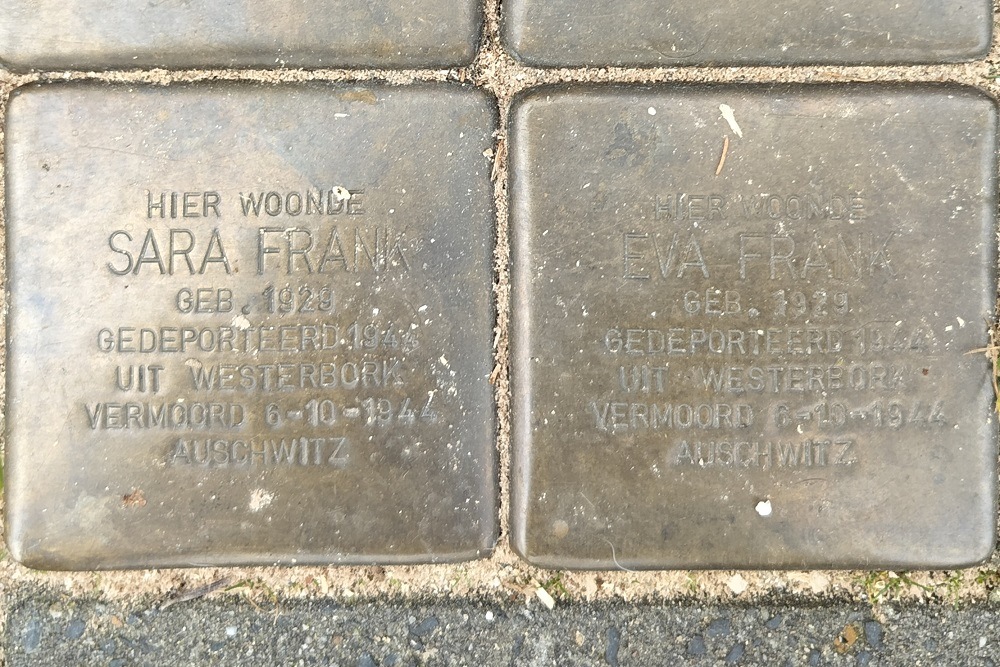 HIER WOONDE
SARA FRANK
GEB. 1929
GEDEPORTEERD 1944
UIT WESTERBORK
VERMOORD 6-10-1944
AUSCHWITZ
HIER WOONDE
EVA FRANK
GEB. 1929
GEDEPORTEERD 1944
UIT WESTERBORK
VERMOORD 6-10-1944
AUSCHWITZ